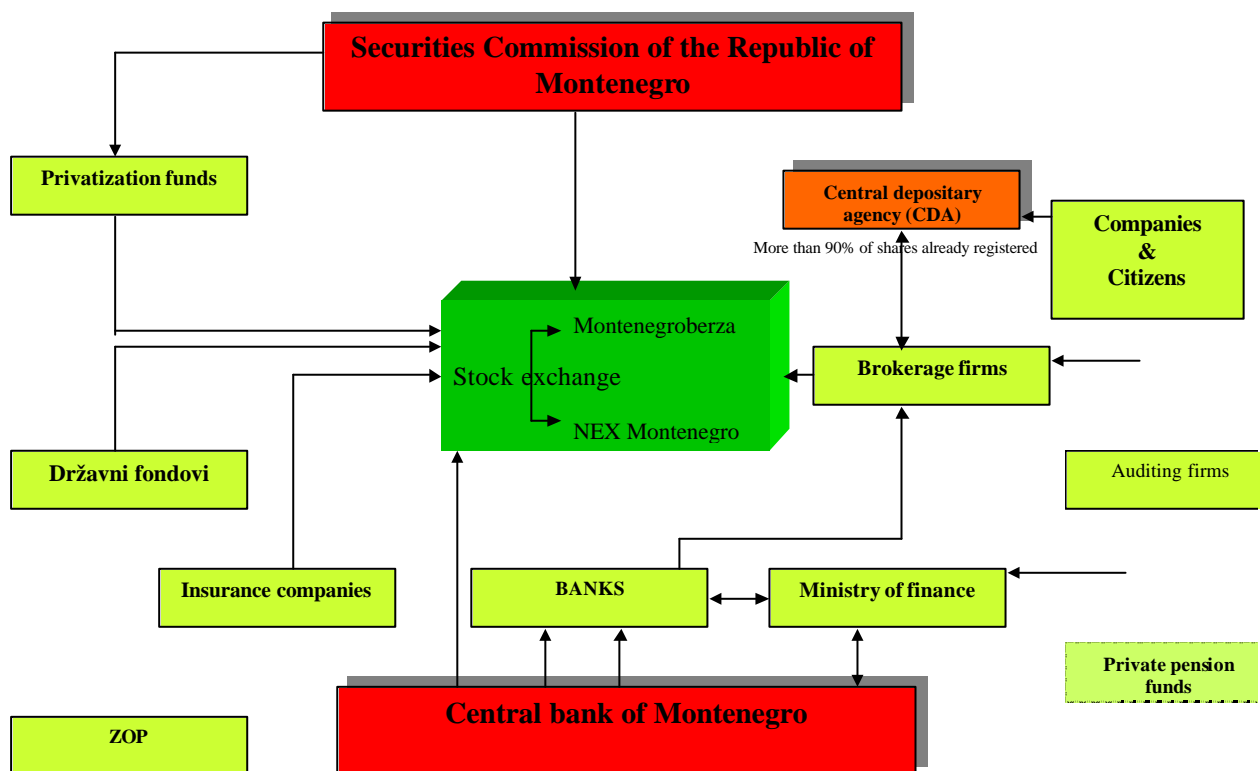 Securities Commission of the Republic of
Montenegro
Privatization funds
Central depositary
agency (CDA)
Companies
&
Citizens
More than 90% of shares already registered
Montenegroberza
Stock exchange
NEX Montenegro
Brokerage firms
Državni fondovi
Auditing firms
Insurance companies
BANKS
Ministry of finance
Private pension
funds
Central bank of Montenegro
ZOP